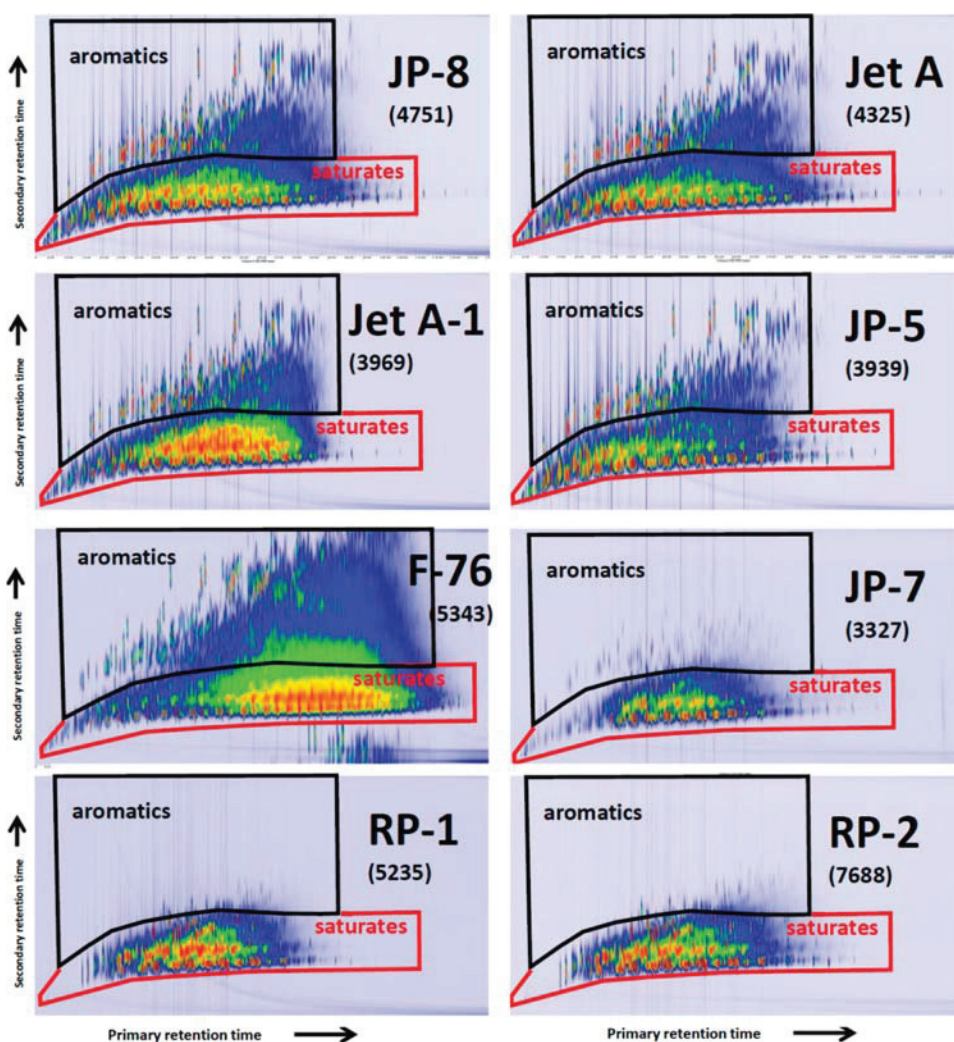 aromatics
JP-8
(4751)
saturates
Secondary retention time
aromatics
Jet A
(4325)
saturates
aromatics
Jet A-1
(3969)
saturates
Secondary retention time
aromatics
JP-5
(3939)
saturates
aromatics
F-76
(5343)
saturates
Secondary retention time
aromatics
JP-7
(3327)
saturates
aromatics
RP-1
(5235)
saturates
Secondary retention time
aromatics
RP-2
(7688)
saturates
Primary retention time
Primary retention time